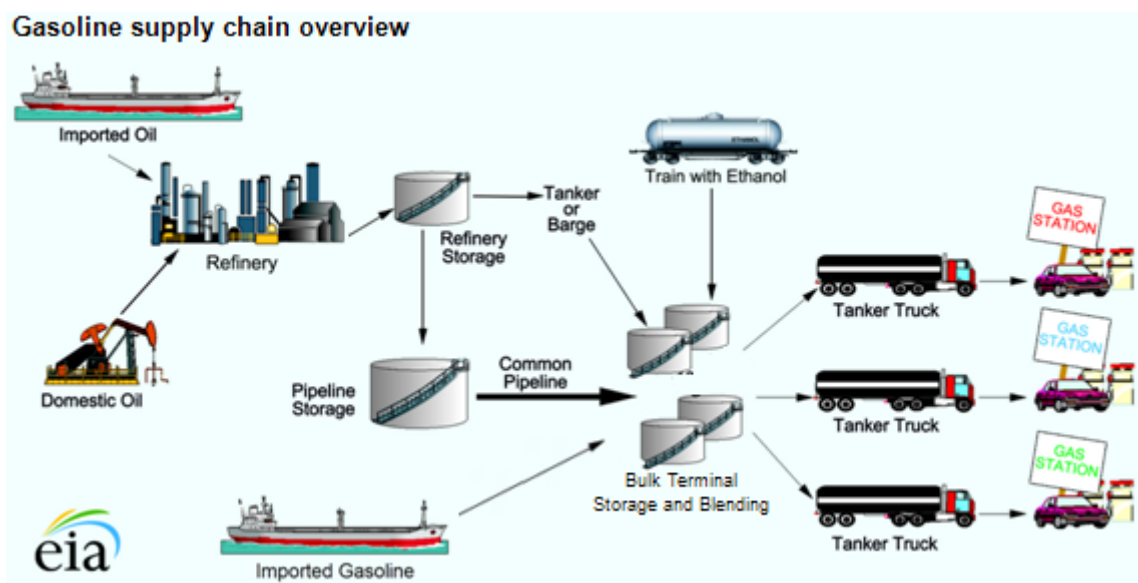 Gasoline supply chain overview
Imported Oil
ETHANOL
Train with Ethanol
Refinery
Refinery
Storage
Tanker
or
Barge
GAS
STATION
Tanker Truck
Domestic Oil
Pipeline
Storage
Common
Pipeline
GAS
STATION
Tanker Truck
Bulk Terminal
Storage and Blending
GAS
STATION
Tanker Truck
Imported Gasoline
eia